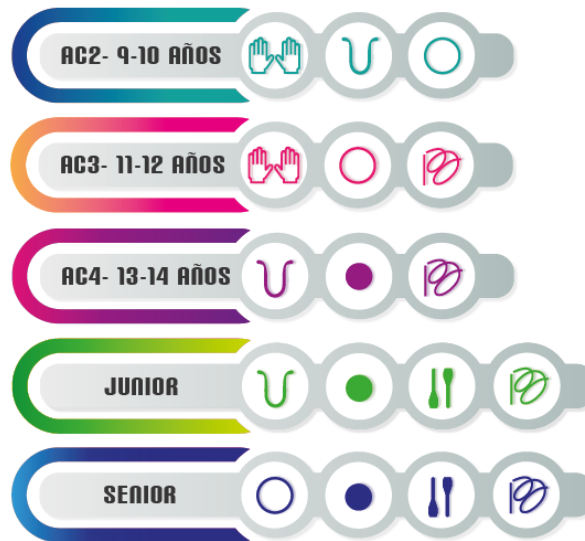 AC2- 9-10 AÑOS
AC3- 11-12 AÑOS
AC4- 13-14 AÑOS
JUNIOR
SENIOR